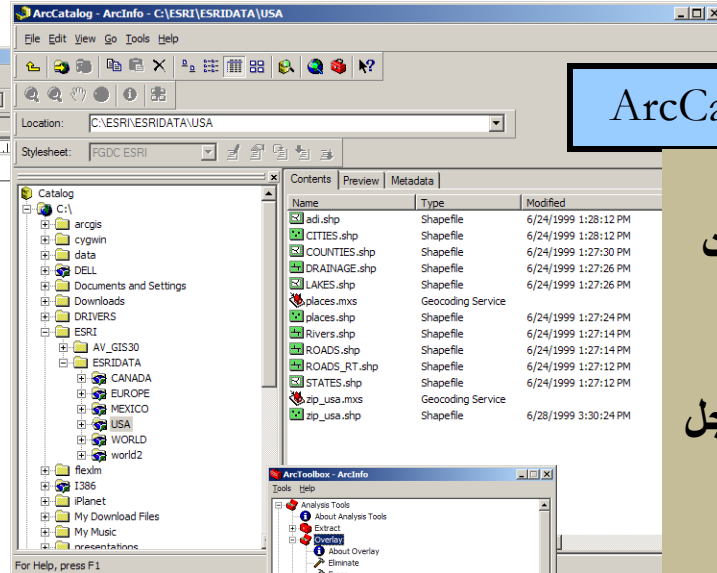 ArcCatalog - ArcInfo - C:\ESRI\ESRIDATA\USA
File Edit View Go Tools Help
Location: C:\ESRI\ESRIDATA\USA
Stylesheet: FGDC ESRI
Catalog
C:\
arcgis
cygwin
data
DELL
Documents and Settings
Downloads
DRIVERS
ESRI
AV_GIS30
ESRIDATA
CANADA
EUROPE
MEXICO
USA
WORLD
world2
flexlm
I386
iPlanet
My Download Files
My Music
presentations
For Help, press F1
Contents Preview Metadata
Name Type Modified
adi.shp Shapefile 6/24/1999 1:28:12 PM
CITIES.shp Shapefile 6/24/1999 1:28:12 PM
COUNTIES.shp Shapefile 6/24/1999 1:27:30 PM
DRAINAGE.shp Shapefile 6/24/1999 1:27:26 PM
LAKES.shp Shapefile 6/24/1999 1:27:26 PM
places.mxs Geocoding Service
places.shp Shapefile 6/24/1999 1:27:24 PM
Rivers.shp Shapefile 6/24/1999 1:27:14 PM
ROADS.shp Shapefile 6/24/1999 1:27:14 PM
ROADS_RT.shp Shapefile 6/24/1999 1:27:12 PM
STATES.shp Shapefile 6/24/1999 1:27:12 PM
zip_usa.mxs Geocoding Service
zip_usa.shp Shapefile 6/28/1999 3:30:24 PM
ArcToolbox - ArcInfo
Tools Help
Analysis Tools
About Analysis Tools
Extract
Overlay
About Overlay
Eliminate
ArcCa